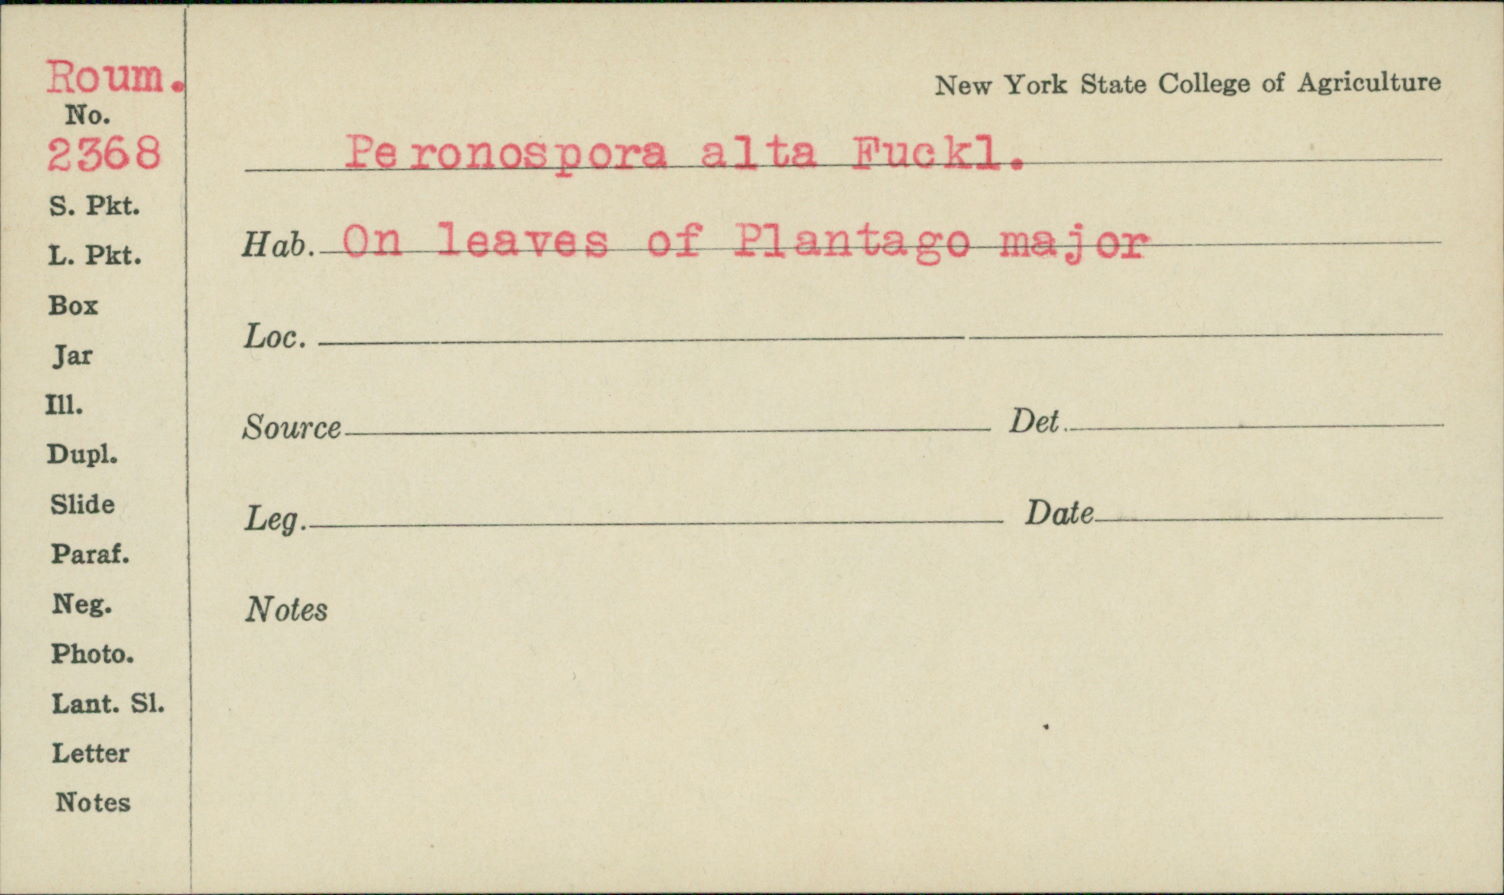 Roum.
No.
2368
S. Pkt.
L. Pkt.
Box
Jar
Ill.
Dupl.
Slide
Paraf.
Neg.
Photo.
Lant. Sl.
Letter
Notes
New York State College of Agriculture
Peronospora alta Fuckl.
Hab. On leaves of Plantago major
Loc.
Source Det.
Leg. Date
Notes